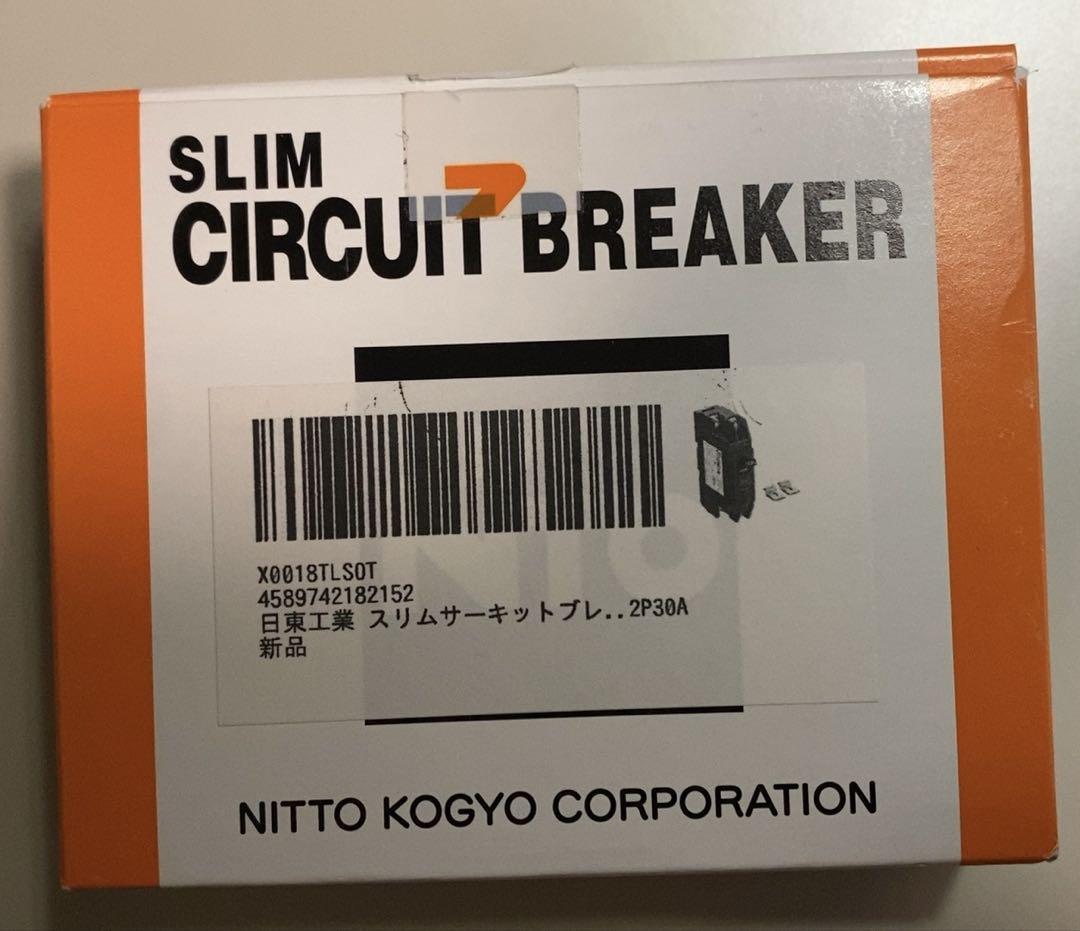 SLIM
CIRCUIT BREAKER
X0018TLSOT
4589742182152
日東工業 スリムサーキットブレ..2P30A
新品
NITTO KOGYO CORPORATION